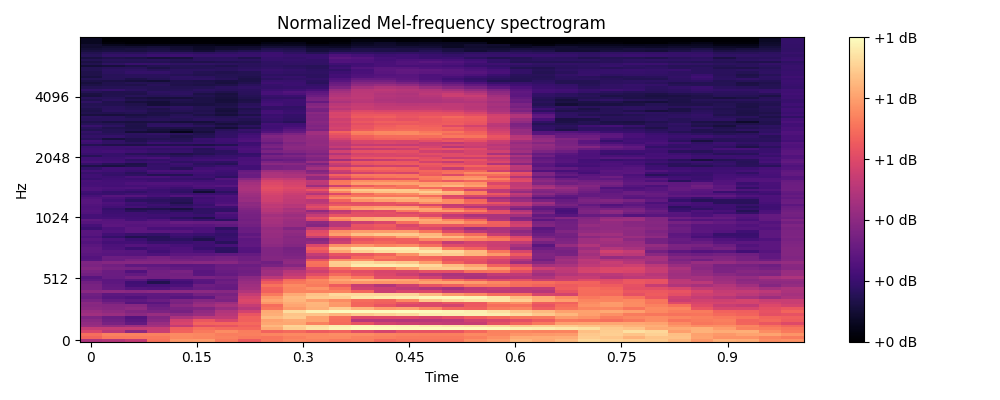 Normalized Mel-frequency spectrogram
Hz
4096
2048
1024
512
0
0 0.15 0.3 0.45 0.6 0.75 0.9
Time
+1 dB
+1 dB
+1 dB
+0 dB
+0 dB
+0 dB